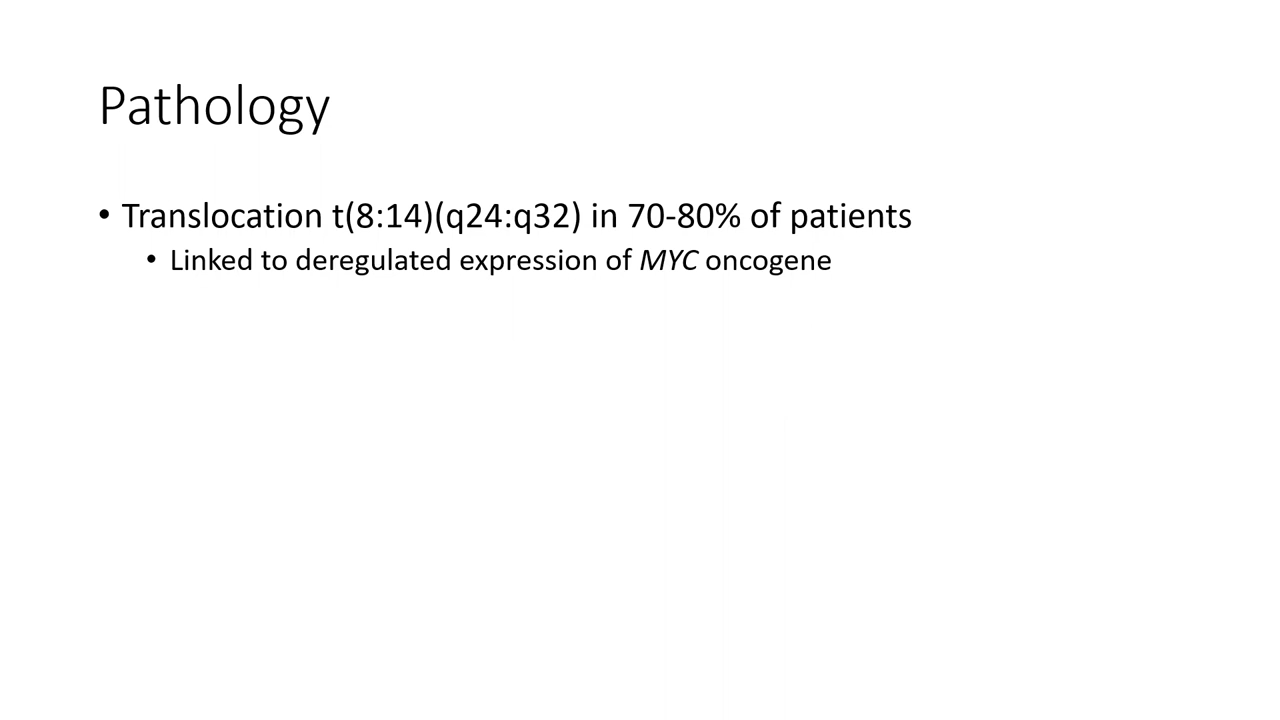 Pathology
• Translocation t(8:14)(q24:q32) in 70-80% of patients
• Linked to deregulated expression of MYC oncogene